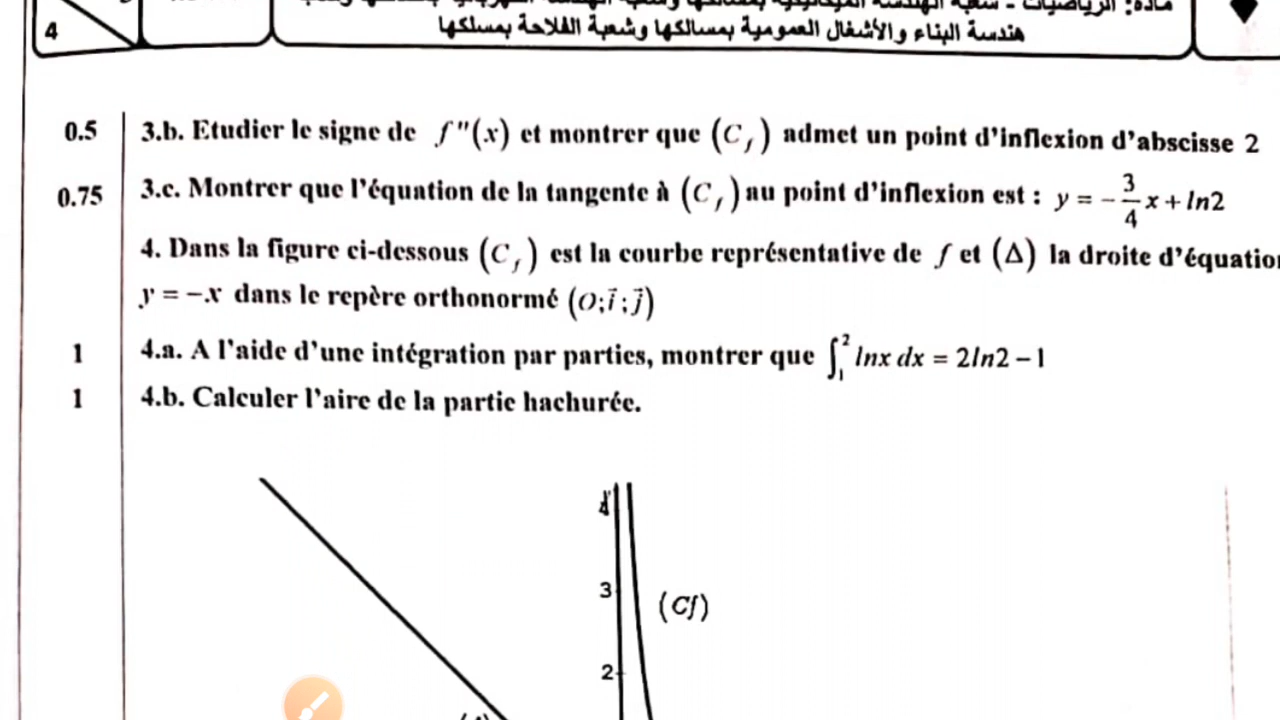 4
هندسة البناء والأشغال العمومية بمسالكها وشعبة الفلاحة بمسلكها
0.5 3.b. Etudier le signe de f"(x) et montrer que (C_f) admet un point d'inflexion d'abscisse 2
0.75 3.c. Montrer que l'équation de la tangente à (C_f) au point d'inflexion est : y = -3/4 x + ln2
4. Dans la figure ci-dessous (C_f) est la courbe représentative de f et (Δ) la droite d'équation
y = -x dans le repère orthonormé (O; i⃗ ; j⃗)
1 4.a. A l'aide d'une intégration par parties, montrer que ∫₁² lnx dx = 2ln2 - 1
1 4.b. Calculer l'aire de la partie hachurée.
4
3
(Cf)
2